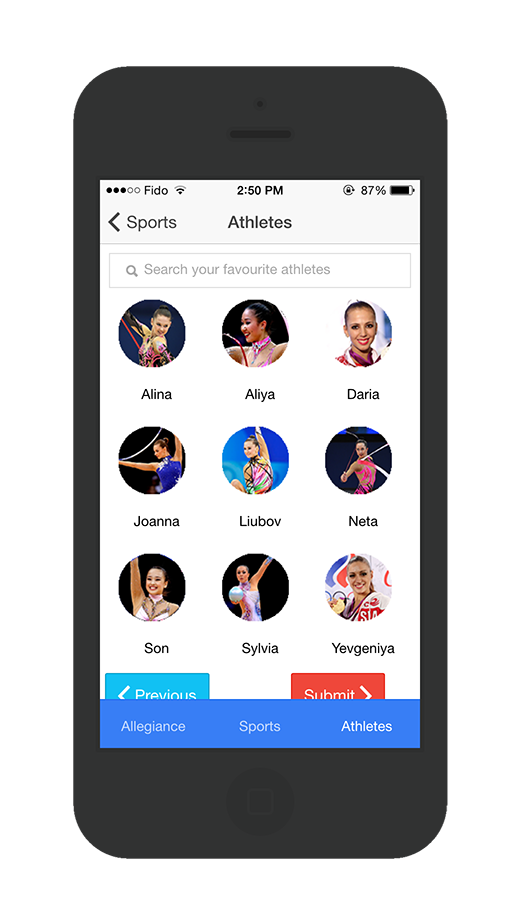 Fido 2:50 PM 87%
Sports Athletes
Search your favourite athletes
Alina Aliya Daria
Joanna Liubov Neta
Son Sylvia Yevgeniya
Previous Submit
Allegiance Sports Athletes